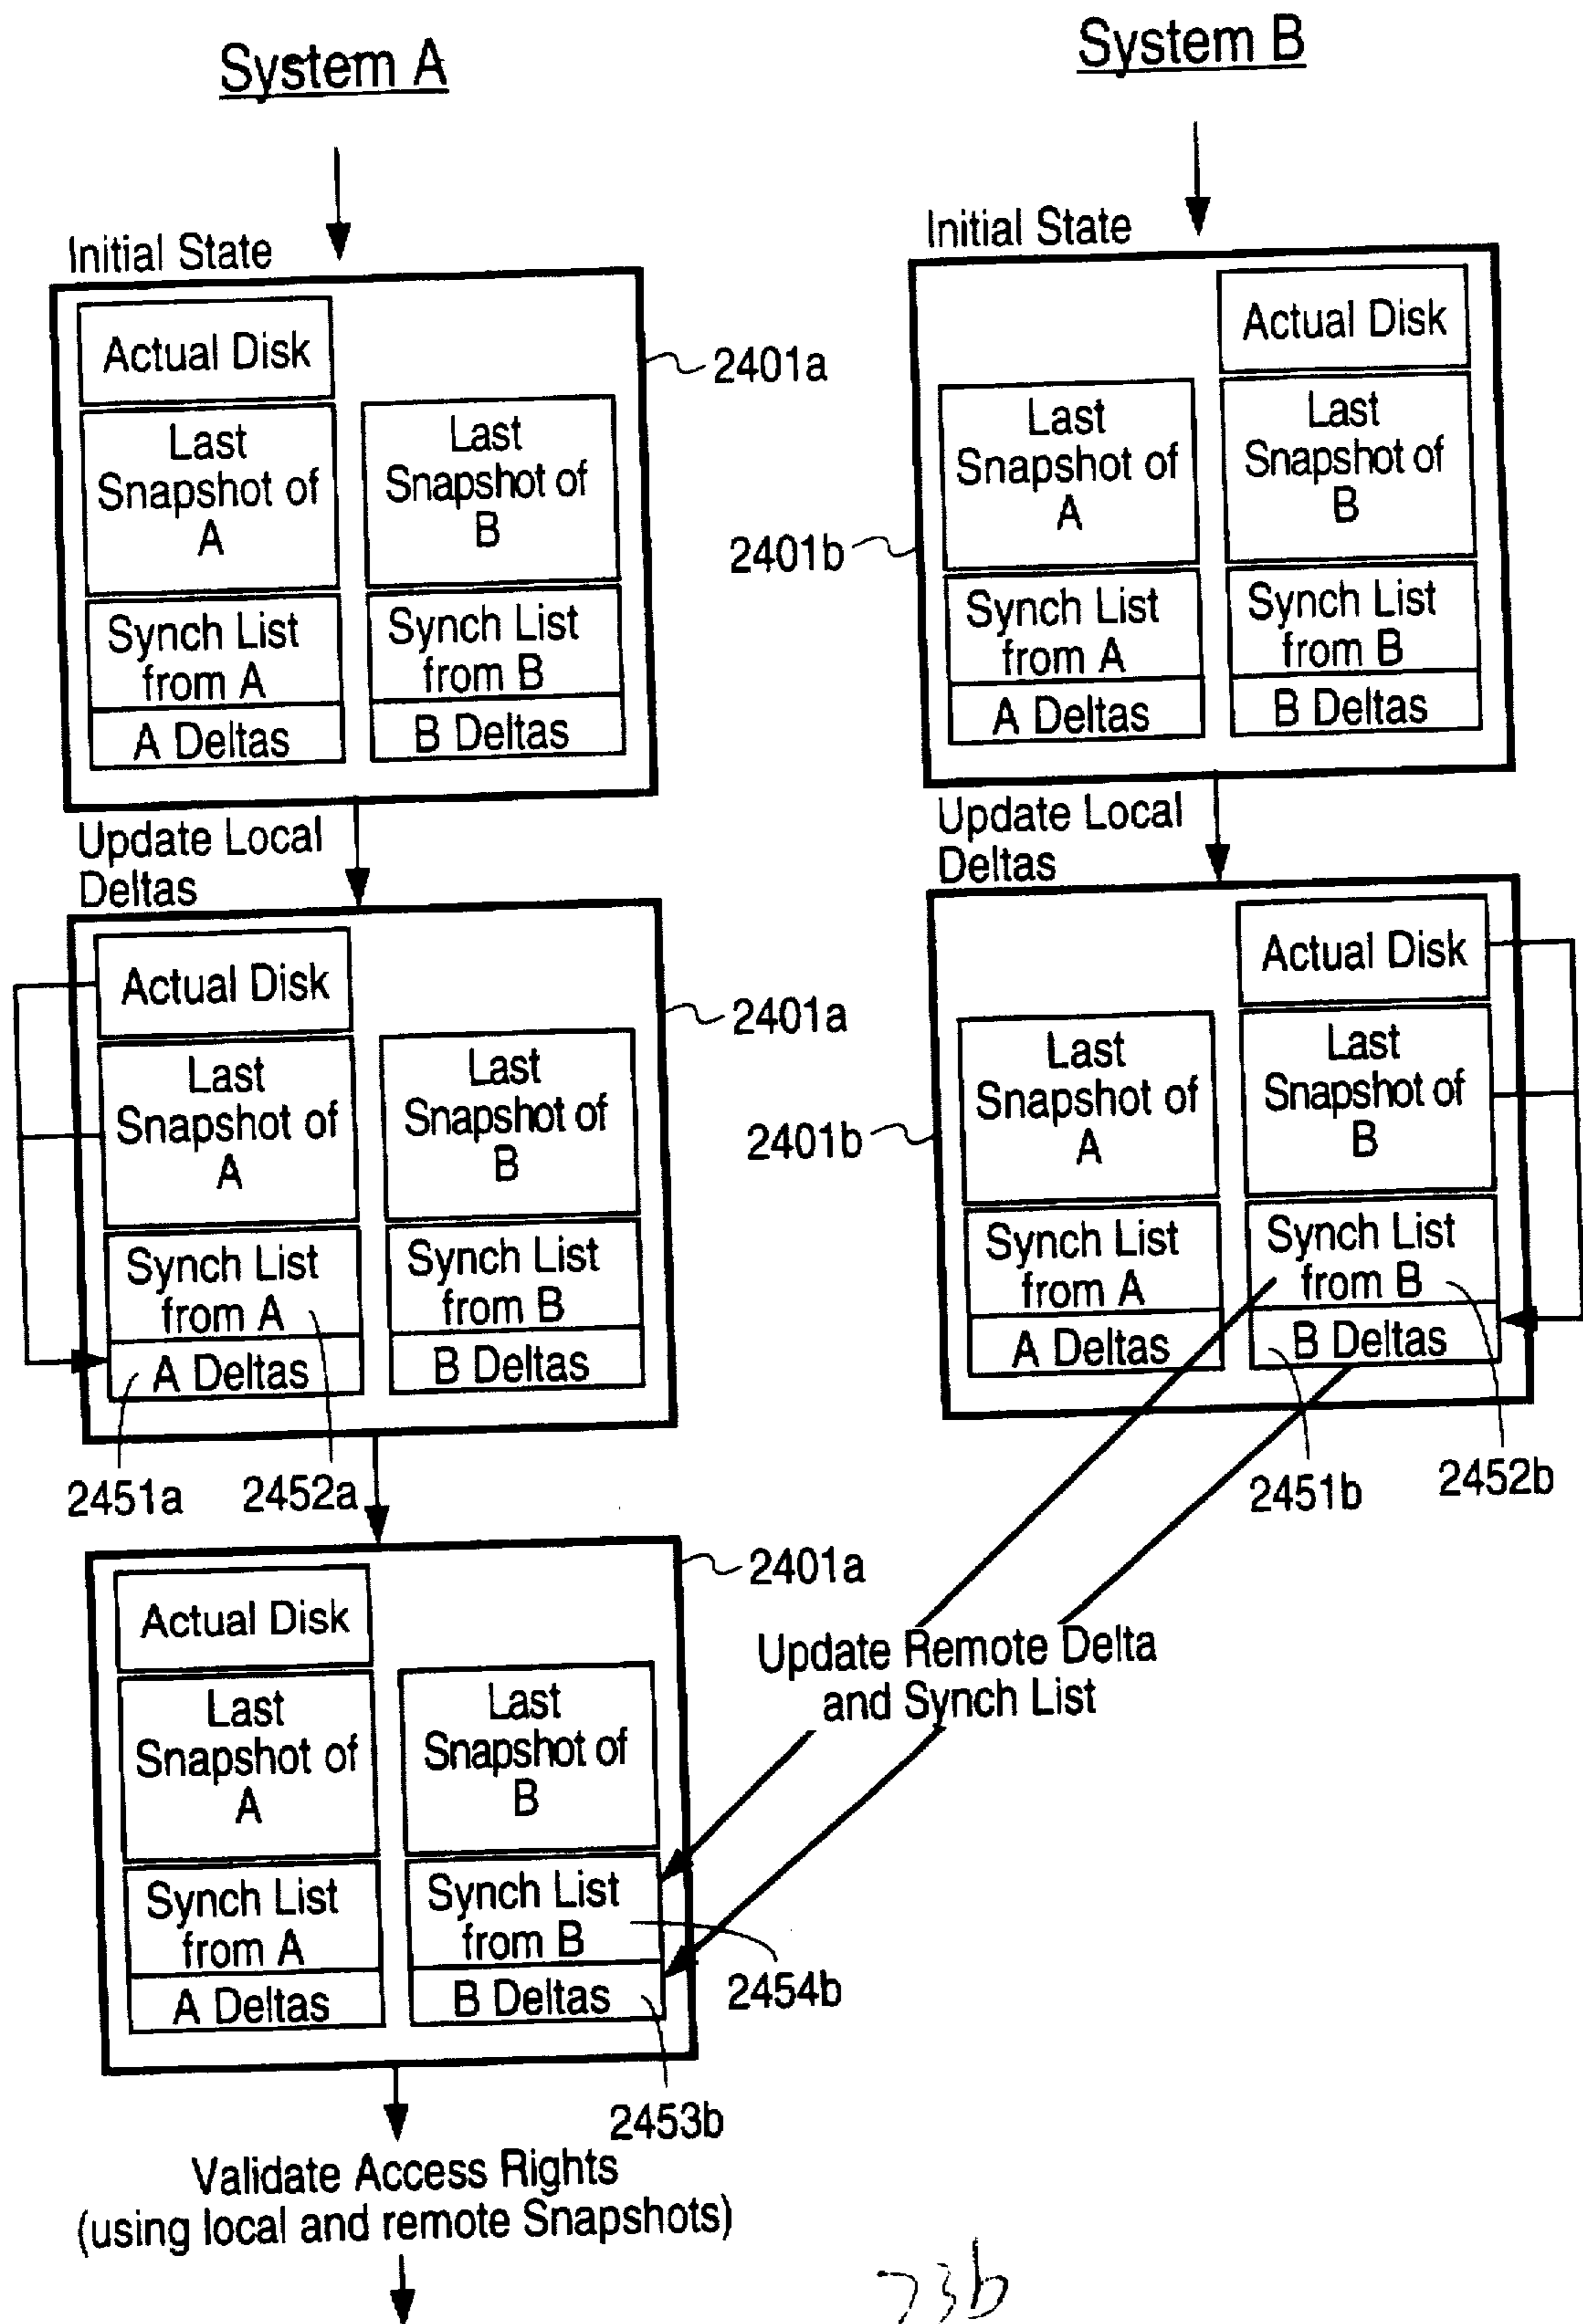 System A
System B
Initial State
Actual Disk
Last
Snapshot of
A
Last
Snapshot of
B
Synch List
from A
Synch List
from B
A Deltas
B Deltas
2401a
Initial State
Actual Disk
Last
Snapshot of
A
Last
Snapshot of
B
Synch List
from A
Synch List
from B
A Deltas
B Deltas
2401b
Update Local
Deltas
Actual Disk
Last
Snapshot of
A
Last
Snapshot of
B
Synch List
from A
Synch List
from B
A Deltas
B Deltas
2401a
2451a
2452a
Update Local
Deltas
Actual Disk
Last
Snapshot of
A
Last
Snapshot of
B
Synch List
from A
Synch List
from B
A Deltas
B Deltas
2401b
2451b
2452b
Update Remote Delta
and Synch List
Actual Disk
Last
Snapshot of
A
Last
Snapshot of
B
Synch List
from A
Synch List
from B
A Deltas
B Deltas
2401a
2454b
2453b
Validate Access Rights
(using local and remote Snapshots)
73b